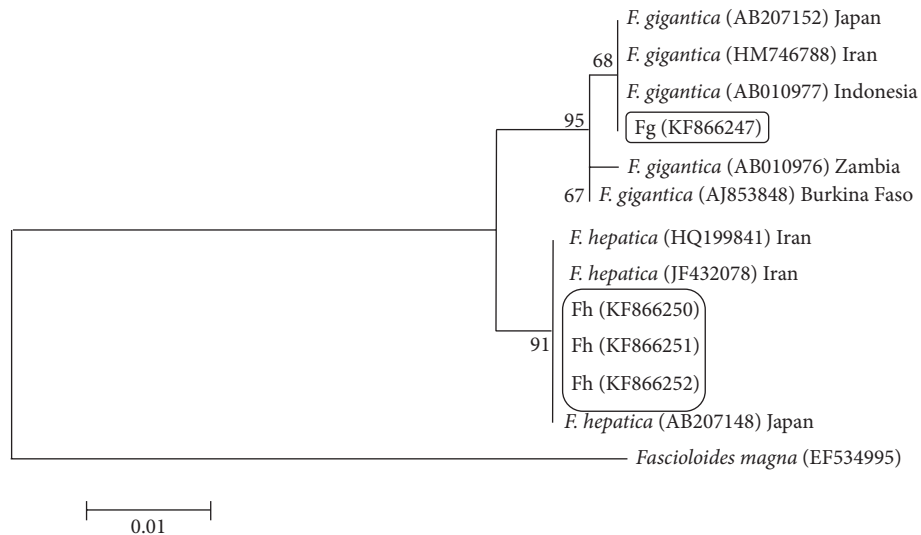 F. gigantica (AB207152) Japan
68
F. gigantica (HM746788) Iran
F. gigantica (AB010977) Indonesia
95
Fg (KF866247)
F. gigantica (AB010976) Zambia
67
F. gigantica (AJ853848) Burkina Faso
F. hepatica (HQ199841) Iran
F. hepatica (JF432078) Iran
Fh (KF866250)
91
Fh (KF866251)
Fh (KF866252)
F. hepatica (AB207148) Japan
Fascioloides magna (EF534995)
0.01